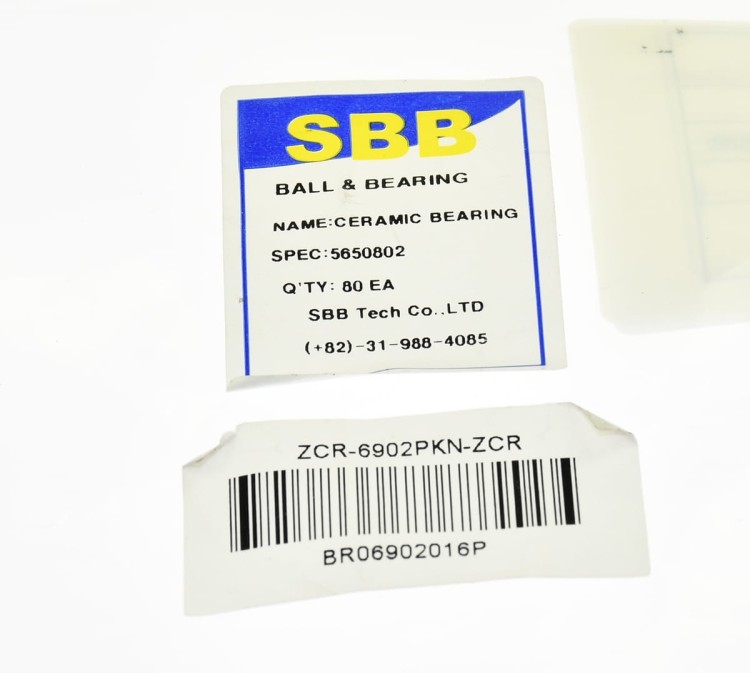 SBB
BALL & BEARING
NAME:CERAMIC BEARING
SPEC:5650802
Q'TY: 80 EA
SBB Tech Co..LTD
(+82)-31-988-4085
ZCR-6902PKN-ZCR
BR06902016P